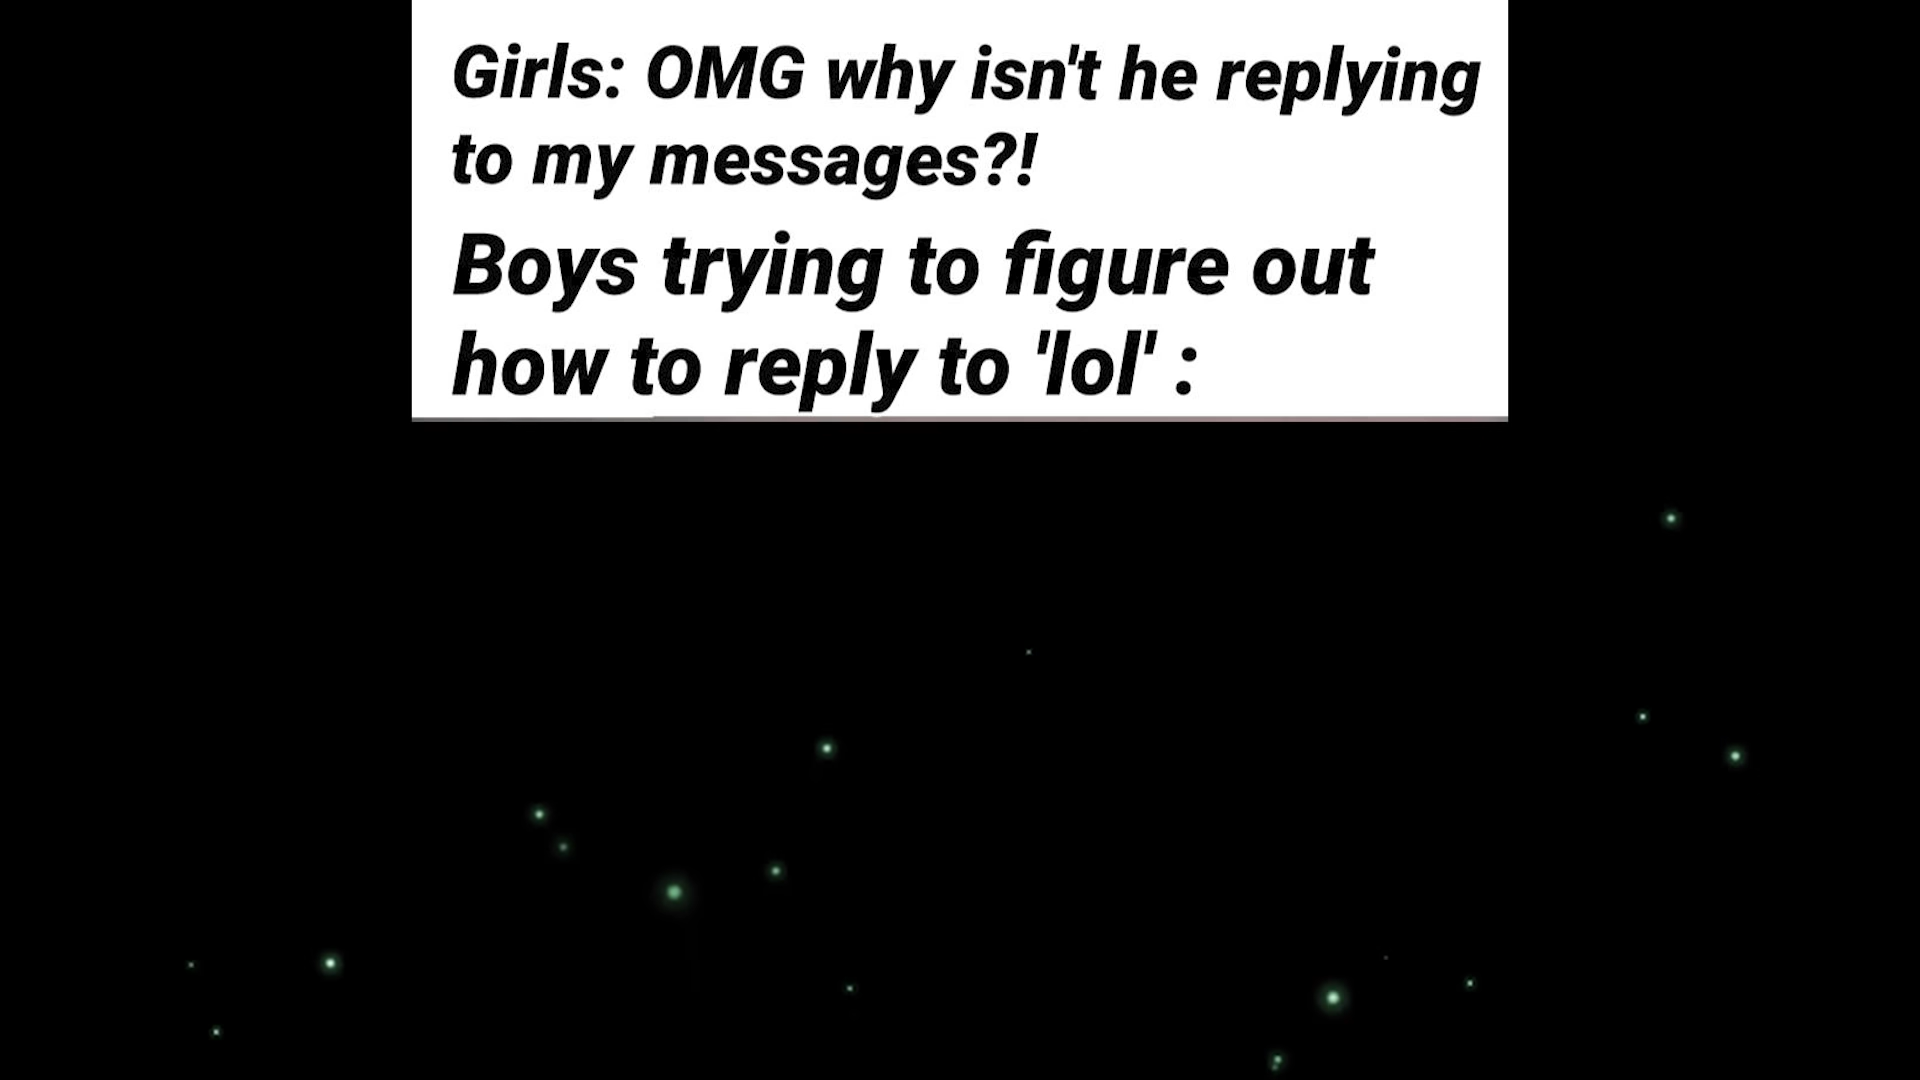 Girls: OMG why isn't he replying
to my messages?!
Boys trying to figure out
how to reply to 'lol' :